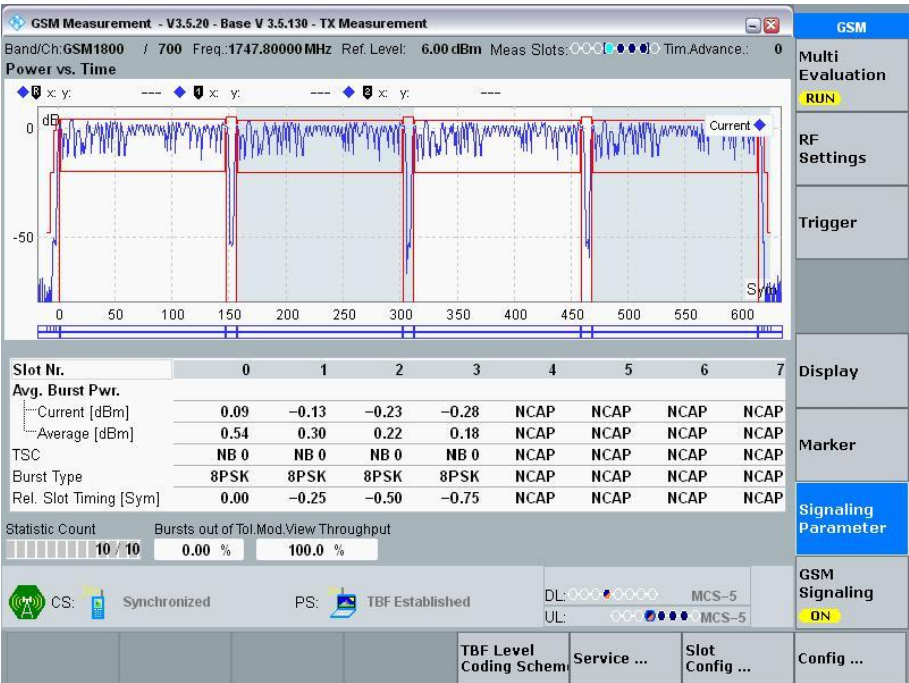 GSM Measurement - V3.5.20 - Base V 3.5.130 - TX Measurement
GSM
Band/Ch:GSM1800 / 700 Freq.:1747.80000 MHz Ref. Level: 6.00 dBm Meas Slots: Tim.Advance.: 0
Power vs. Time
Multi Evaluation
RUN
R x: y: --- 1 x: y: --- 2 x: y: ---
dB
Current
0
-50
Sym
0 50 100 150 200 250 300 350 400 450 500 550 600
RF Settings
Trigger
Slot Nr. 0 1 2 3 4 5 6 7
Avg. Burst Pwr.
Current [dBm] 0.09 −0.13 −0.23 −0.28 NCAP NCAP NCAP NCAP
Average [dBm] 0.54 0.30 0.22 0.18 NCAP NCAP NCAP NCAP
TSC NB 0 NB 0 NB 0 NB 0 NCAP NCAP NCAP NCAP
Burst Type 8PSK 8PSK 8PSK 8PSK NCAP NCAP NCAP NCAP
Rel. Slot Timing [Sym] 0.00 −0.25 −0.50 −0.75 NCAP NCAP NCAP NCAP
Display
Marker
Signaling Parameter
Statistic Count Bursts out of Tol. Mod.View Throughput
10 / 10 0.00 % 100.0 %
CS: Synchronized PS: TBF Established
DL: MCS−5
UL: MCS−5
GSM Signaling
ON
TBF Level
Coding Schem
Service ...
Slot
Config ...
Config ...